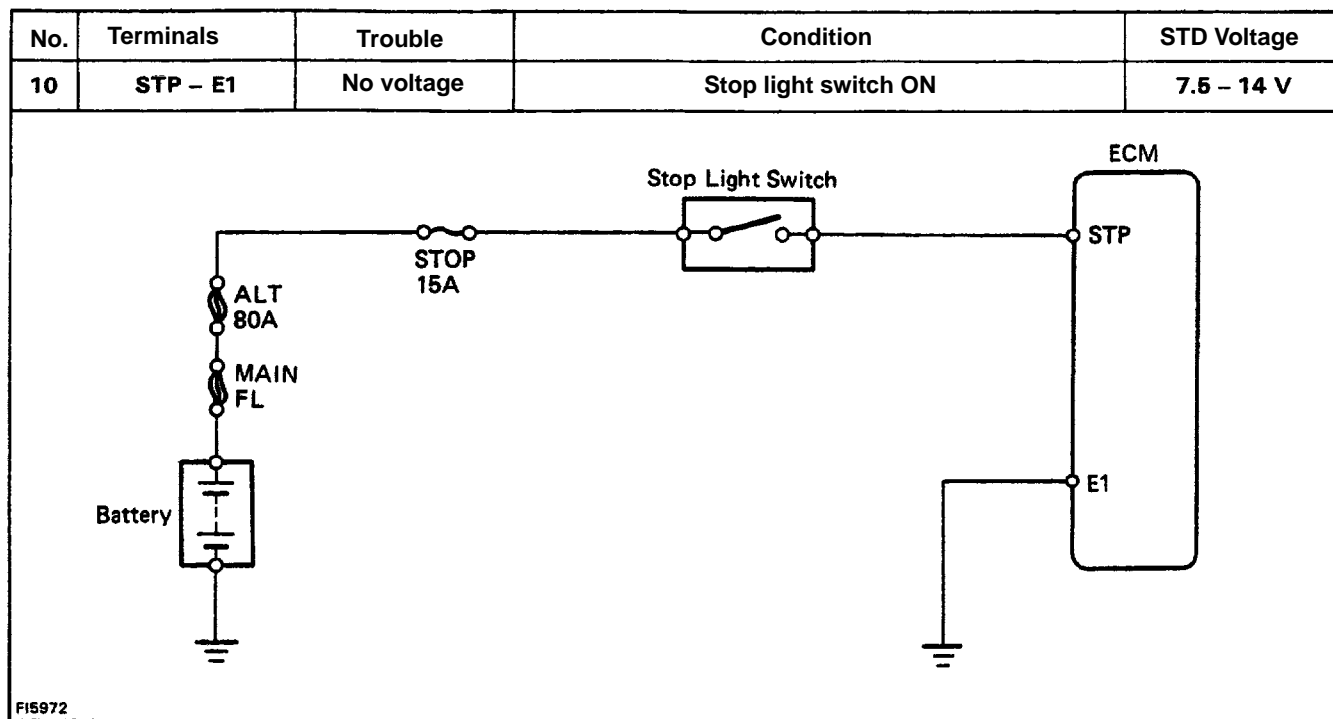 No. Terminals Trouble Condition STD Voltage
10 STP – E1 No voltage Stop light switch ON 7.5 – 14 V
ECM
Stop Light Switch
STP
STOP
15A
ALT
80A
MAIN
FL
E1
Battery
FI5972